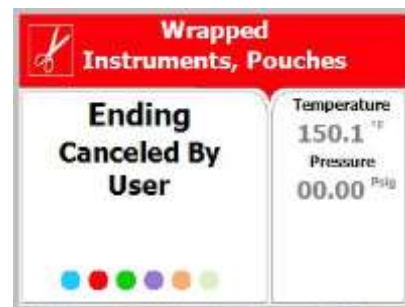 Wrapped
Instruments, Pouches
Ending
Canceled By
User
Temperature
150.1 °F
Pressure
00.00 Psig